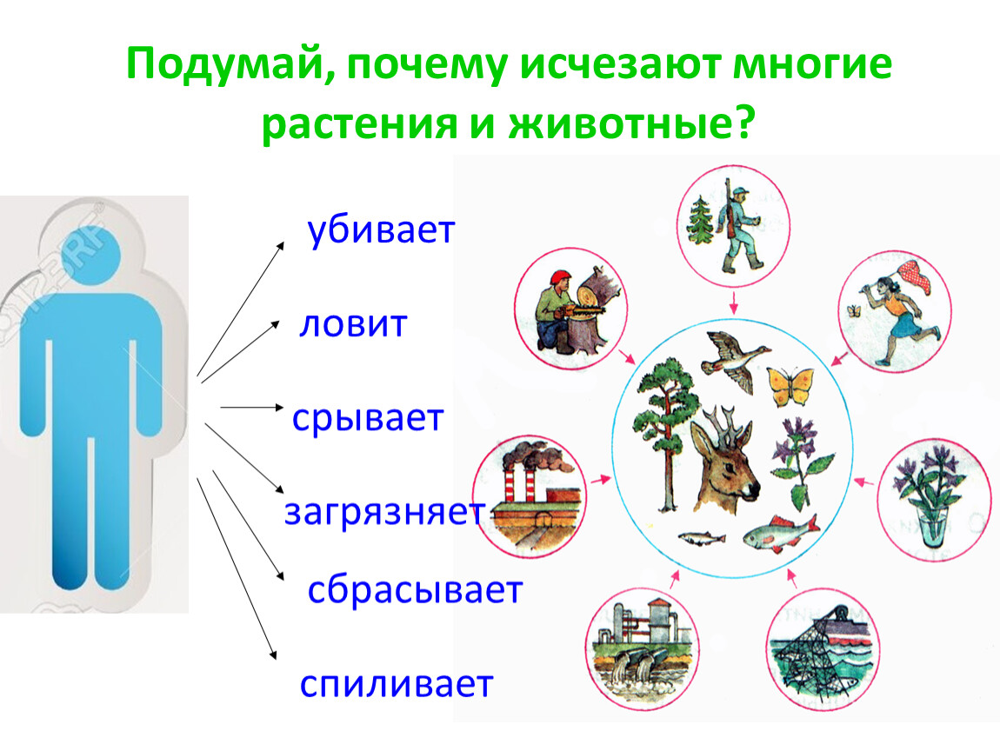 Подумай, почему исчезают многие
растения и животные?
убивает
ловит
срывает
загрязняет
сбрасывает
спиливает